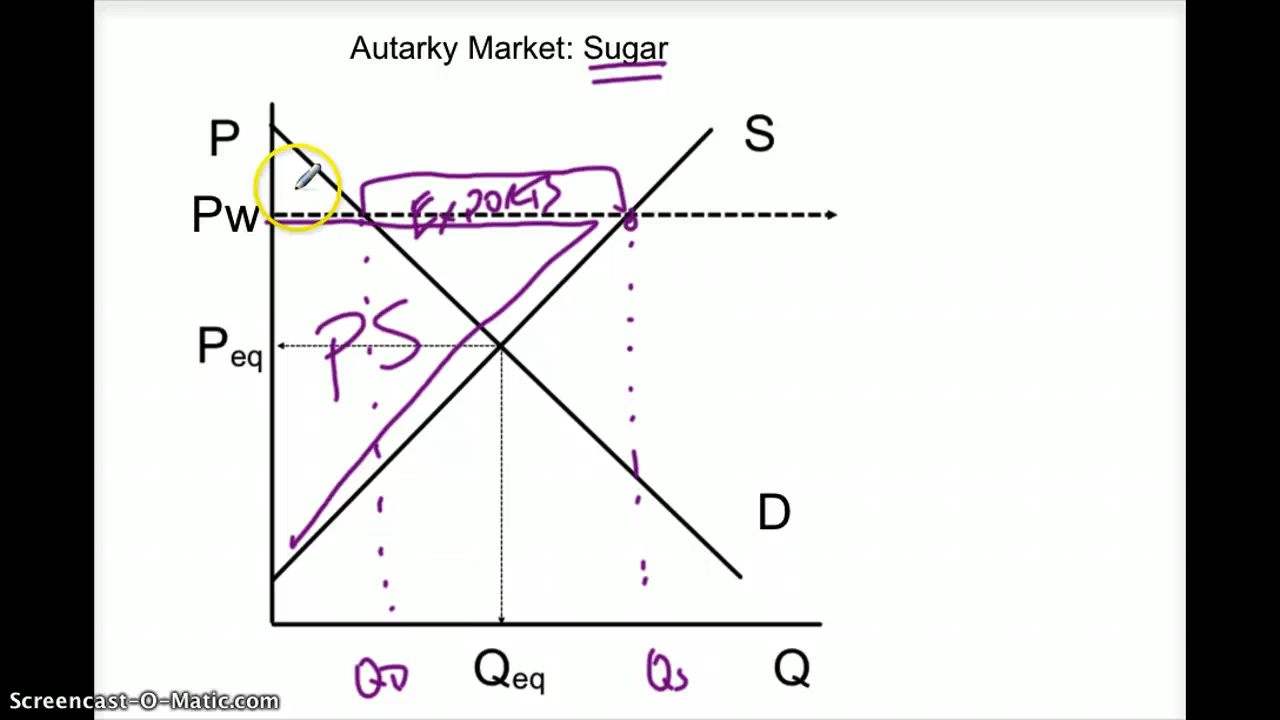 Autarky Market: Sugar
P
S
Exports
Pw
PS
Peq
D
QD
Qeq
Qs
Q
Screencast-O-Matic.com